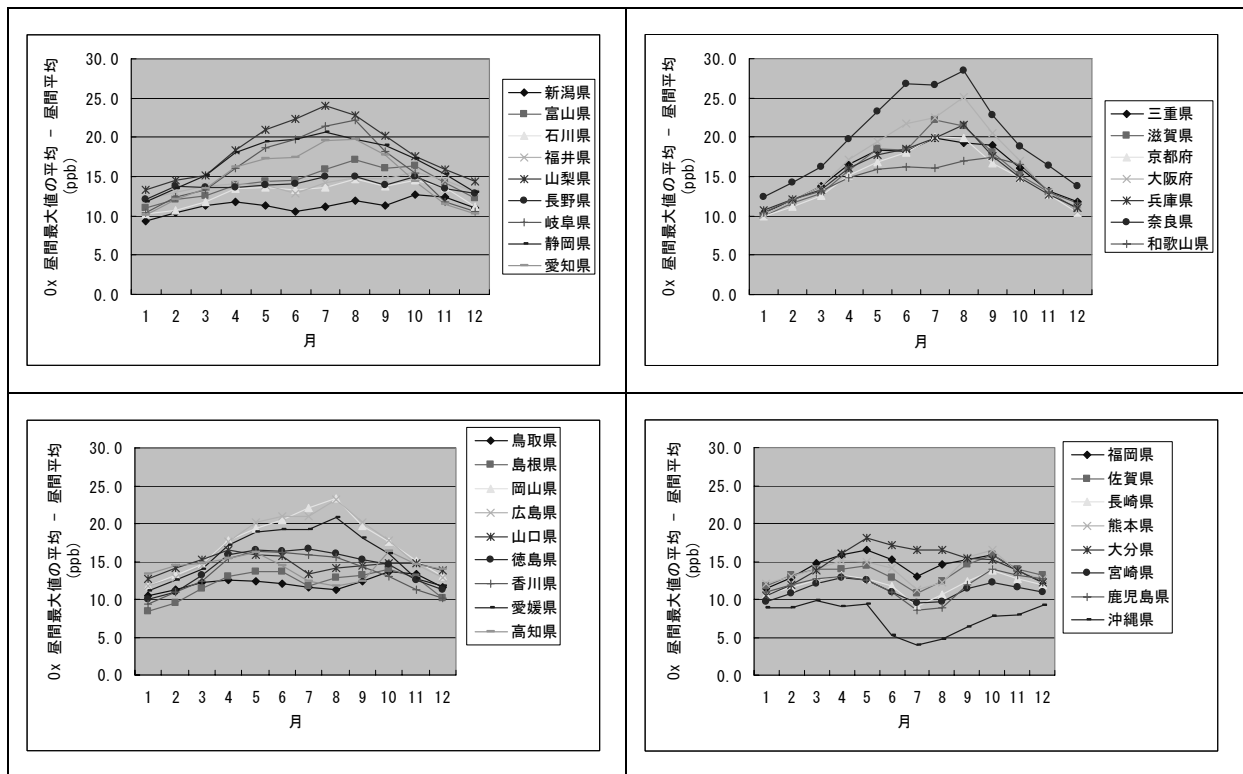 0x 昼間最大値の平均 - 昼間平均
(ppb)
30.0
25.0
20.0
15.0
10.0
5.0
0.0
1 2 3 4 5 6 7 8 9 10 11 12
月
新潟県
富山県
石川県
福井県
山梨県
長野県
岐阜県
静岡県
愛知県
0x 昼間最大値の平均 - 昼間平均
(ppb)
30.0
25.0
20.0
15.0
10.0
5.0
0.0
1 2 3 4 5 6 7 8 9 10 11 12
月
三重県
滋賀県
京都府
大阪府
兵庫県
奈良県
和歌山県
0x 昼間最大値の平均 - 昼間平均
(ppb)
30.0
25.0
20.0
15.0
10.0
5.0
0.0
1 2 3 4 5 6 7 8 9 10 11 12
月
鳥取県
島根県
岡山県
広島県
山口県
徳島県
香川県
愛媛県
高知県
0x 昼間最大値の平均 - 昼間平均
(ppb)
30.0
25.0
20.0
15.0
10.0
5.0
0.0
1 2 3 4 5 6 7 8 9 10 11 12
月
福岡県
佐賀県
長崎県
熊本県
大分県
宮崎県
鹿児島県
沖縄県